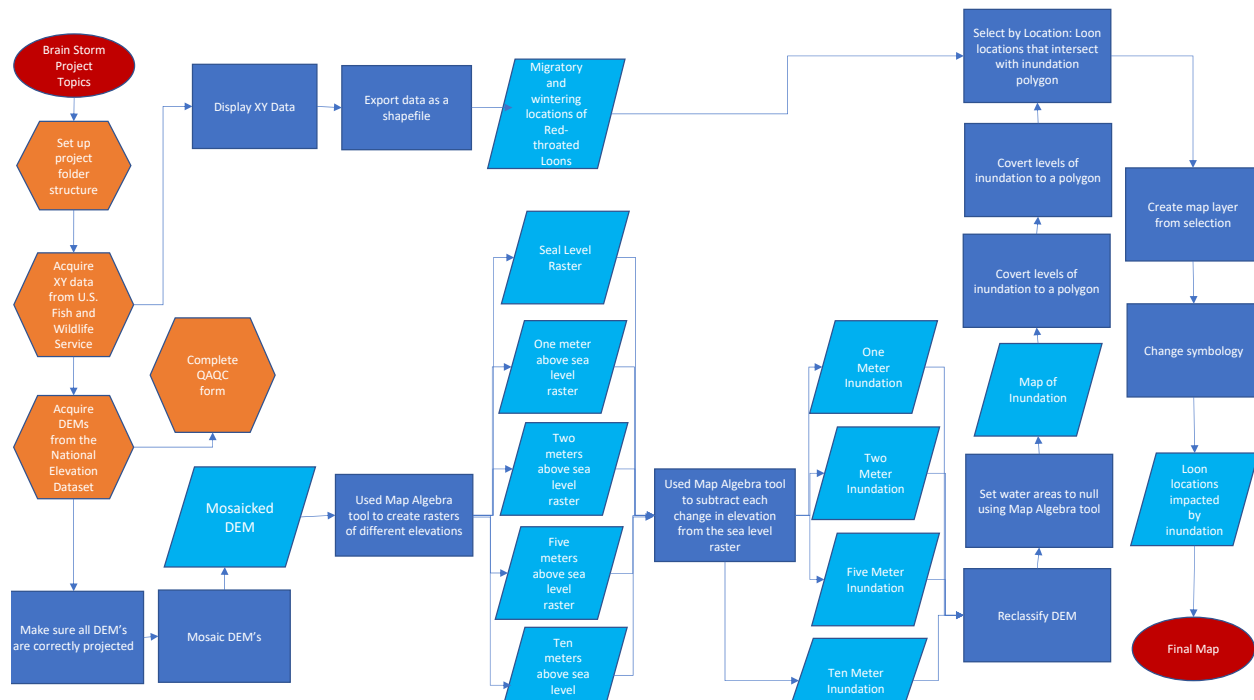 Brain Storm
Project
Topics
Set up
project
folder
structure
Acquire
XY data
from U.S.
Fish and
Wildlife
Service
Acquire
DEMs
from the
National
Elevation
Dataset
Complete
QAQC
form
Make sure all DEM's
are correctly projected
Mosaic DEM's
Mosaicked
DEM
Display XY Data
Export data as a
shapefile
Migratory
and
wintering
locations of
Red-
throated
Loons
Used Map Algebra
tool to create rasters
of different elevations
Seal Level
Raster
One meter
above sea
level
raster
Two
meters
above sea
level
raster
Five
meters
above sea
level
raster
Ten
meters
above sea
level
Used Map Algebra tool
to subtract each
change in elevation
from the sea level
raster
One
Meter
Inundation
Two
Meter
Inundation
Five Meter
Inundation
Ten Meter
Inundation
Reclassify DEM
Set water areas to null
using Map Algebra tool
Map of
Inundation
Covert levels of
inundation to a polygon
Covert levels of
inundation to a polygon
Select by Location: Loon
locations that intersect
with inundation
polygon
Create map layer
from selection
Change symbology
Loon
locations
impacted
by
inundation
Final Map